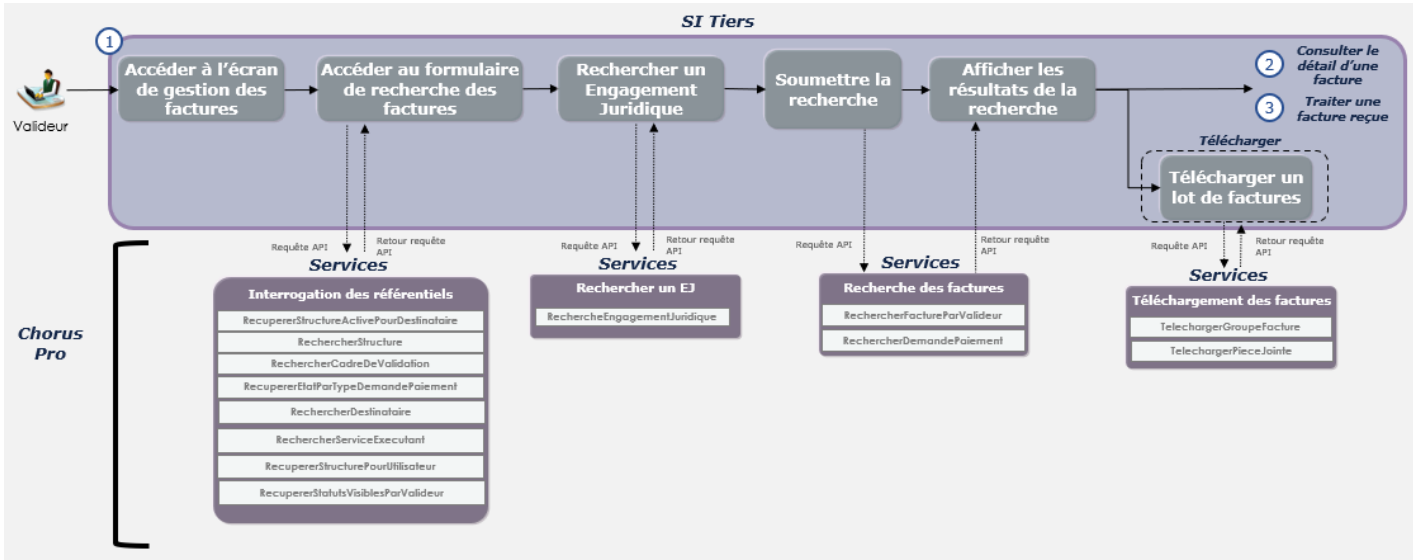 SI Tiers
1
Valideur
Accéder à l'écran
de gestion des
factures
Accéder au formulaire
de recherche des
factures
Rechercher un
Engagement
Juridique
Soumettre la
recherche
Afficher les
résultats de la
recherche
2
Consulter le
détail d'une
facture
3
Traiter une
facture reçue
Télécharger
Télécharger un
lot de factures
Chorus
Pro
Requête API
Retour requête
API
Services
Interrogation des référentiels
RecupererStructureActivePourDestinataire
RechercherStructure
RechercherCadreDeValidation
RecupererEtatParTypeDemandePaiement
RechercherDestinataire
RechercherServiceExecutant
RecupererStructurePourUtilisateur
RecupererStatutsVisiblesParValideur
Requête API
Retour requête
API
Services
Rechercher un EJ
RechercheEngagementJuridique
Requête API
Retour requête
API
Services
Recherche des factures
RechercherFactureParValideur
RechercherDemandePaiement
Requête API
Retour requête
API
Services
Téléchargement des factures
TelechargerGroupeFacture
TelechargerPieceJointe